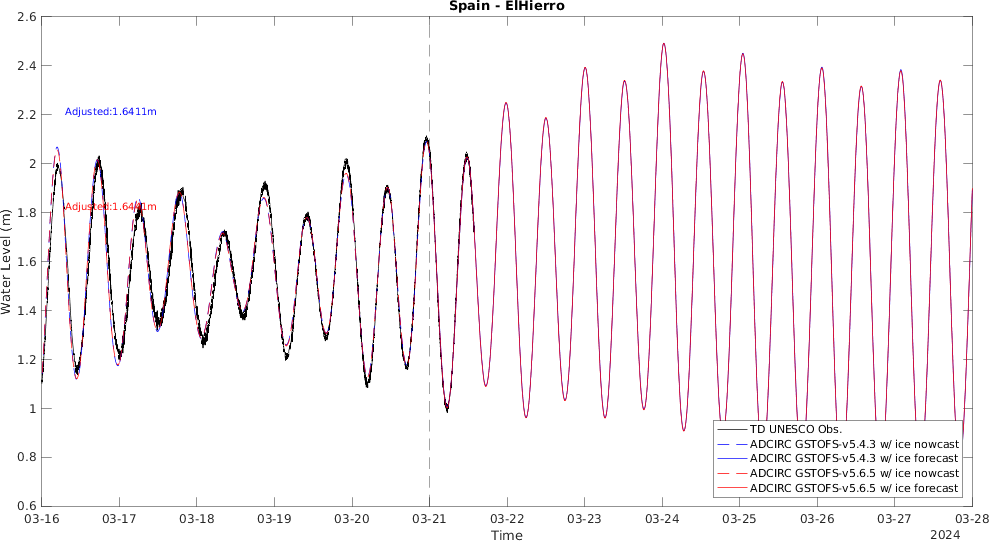 Spain - ElHierro
2.6
2.4
2.2
2
1.8
1.6
1.4
1.2
1
0.8
0.6
Water Level (m)
Adjusted:1.6411m
Adjusted:1.6411m
TD UNESCO Obs.
ADCIRC GSTOFS-v5.4.3 w/ ice nowcast
ADCIRC GSTOFS-v5.4.3 w/ ice forecast
ADCIRC GSTOFS-v5.6.5 w/ ice nowcast
ADCIRC GSTOFS-v5.6.5 w/ ice forecast
03-16 03-17 03-18 03-19 03-20 03-21 03-22 03-23 03-24 03-25 03-26 03-27 03-28
Time
2024